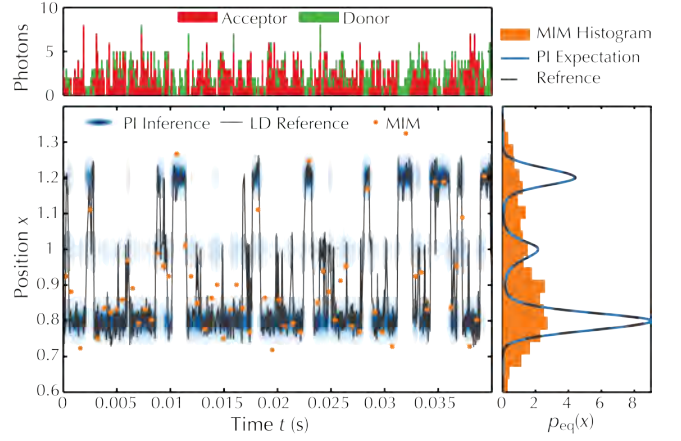 Acceptor Donor
10
5
0
Photons
MIM Histogram
PI Expectation
Refrence
PI Inference LD Reference MIM
1.3
1.2
1.1
1
0.9
0.8
0.7
0.6
Position x
0 0.005 0.01 0.015 0.02 0.025 0.03 0.035
Time t (s)
0 2 4 6 8
peq(x)